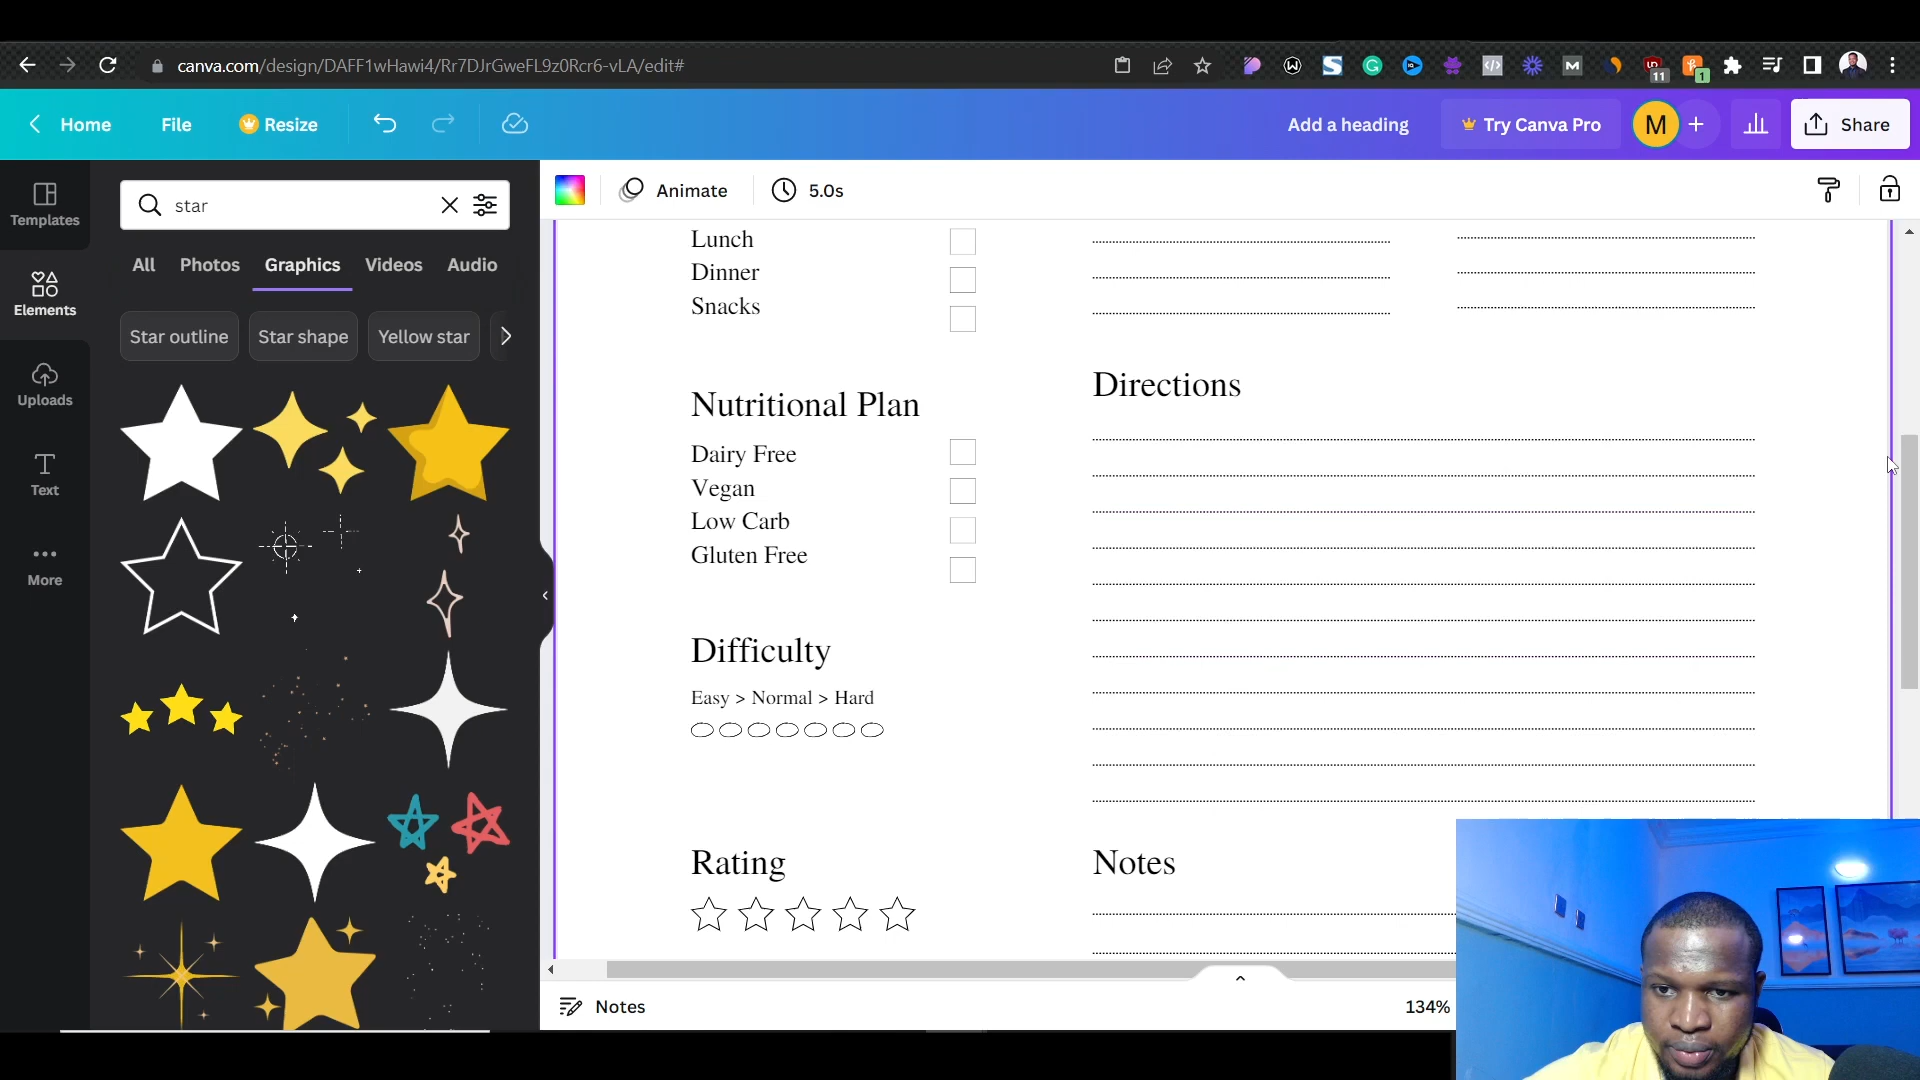 canva.com/design/DAFF1wHawi4/Rr7DJrGweFL9z0Rcr6-vLA/edit#
11
1
Home
File
Resize
Add a heading
Try Canva Pro
M
Share
Templates
Elements
Uploads
Text
More
star
All
Photos
Graphics
Videos
Audio
Star outline
Star shape
Yellow star
Animate
5.0s
Lunch
Dinner
Snacks
Nutritional Plan
Dairy Free
Vegan
Low Carb
Gluten Free
Difficulty
Easy > Normal > Hard
Rating
Directions
Notes
Notes
134%